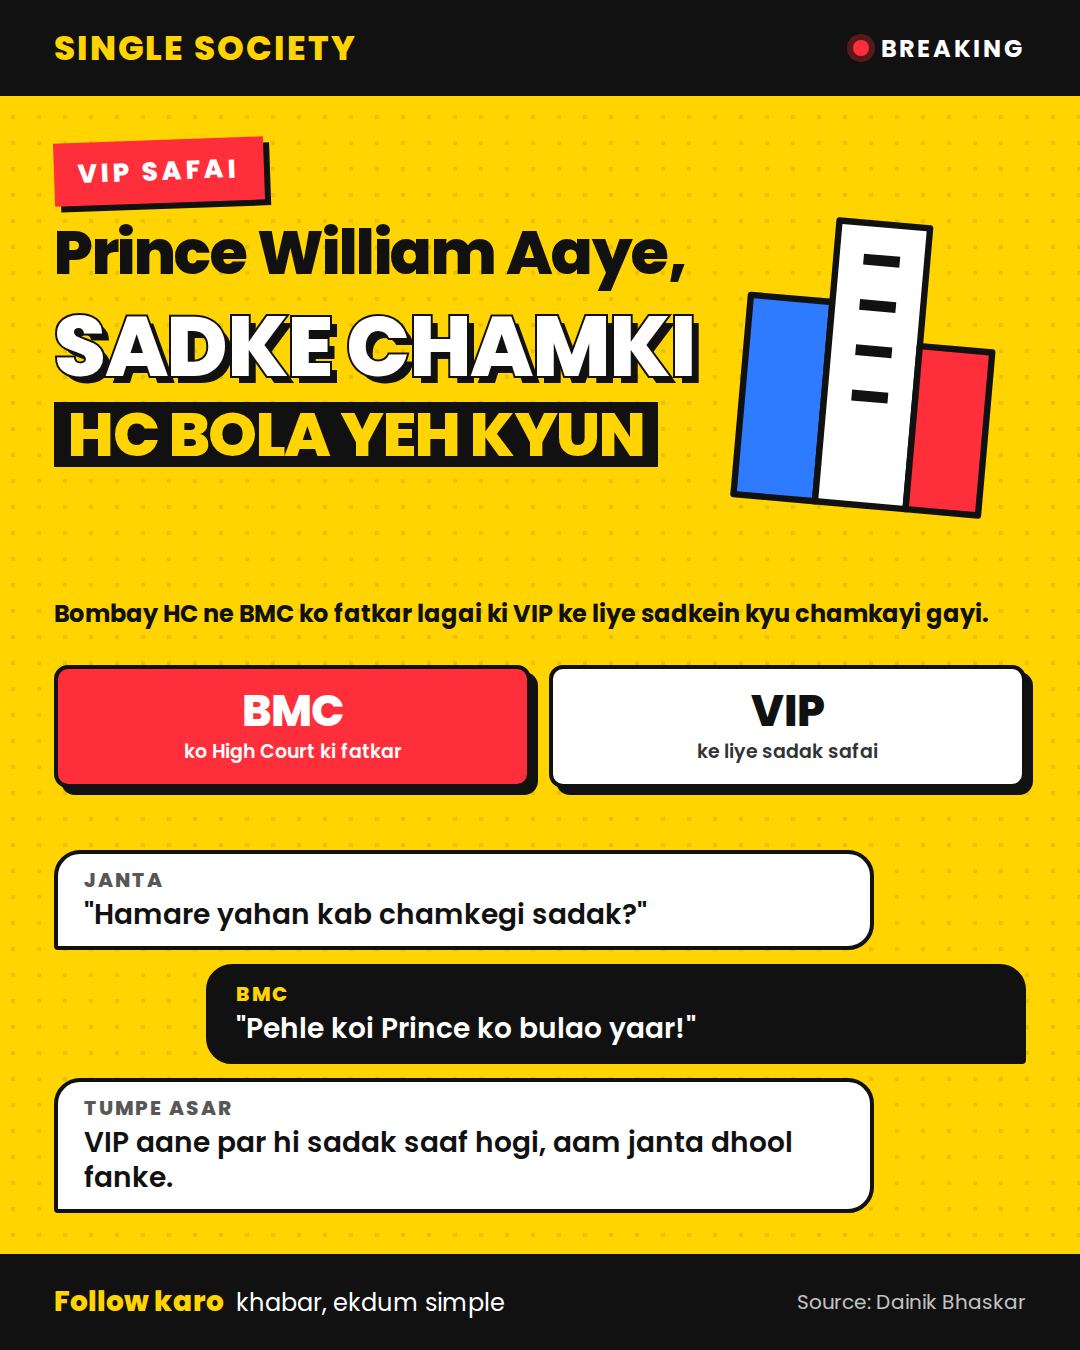 SINGLE SOCIETY
BREAKING
VIP SAFAI
Prince William Aaye,
SADKE CHAMKI
HC BOLA YEH KYUN
Bombay HC ne BMC ko fatkar lagai ki VIP ke liye sadkein kyu chamkayi gayi.
BMC
ko High Court ki fatkar
VIP
ke liye sadak safai
JANTA
"Hamare yahan kab chamkegi sadak?"
BMC
"Pehle koi Prince ko bulao yaar!"
TUMPE ASAR
VIP aane par hi sadak saaf hogi, aam janta dhool
fanke.
Follow karo khabar, ekdum simple
Source: Dainik Bhaskar